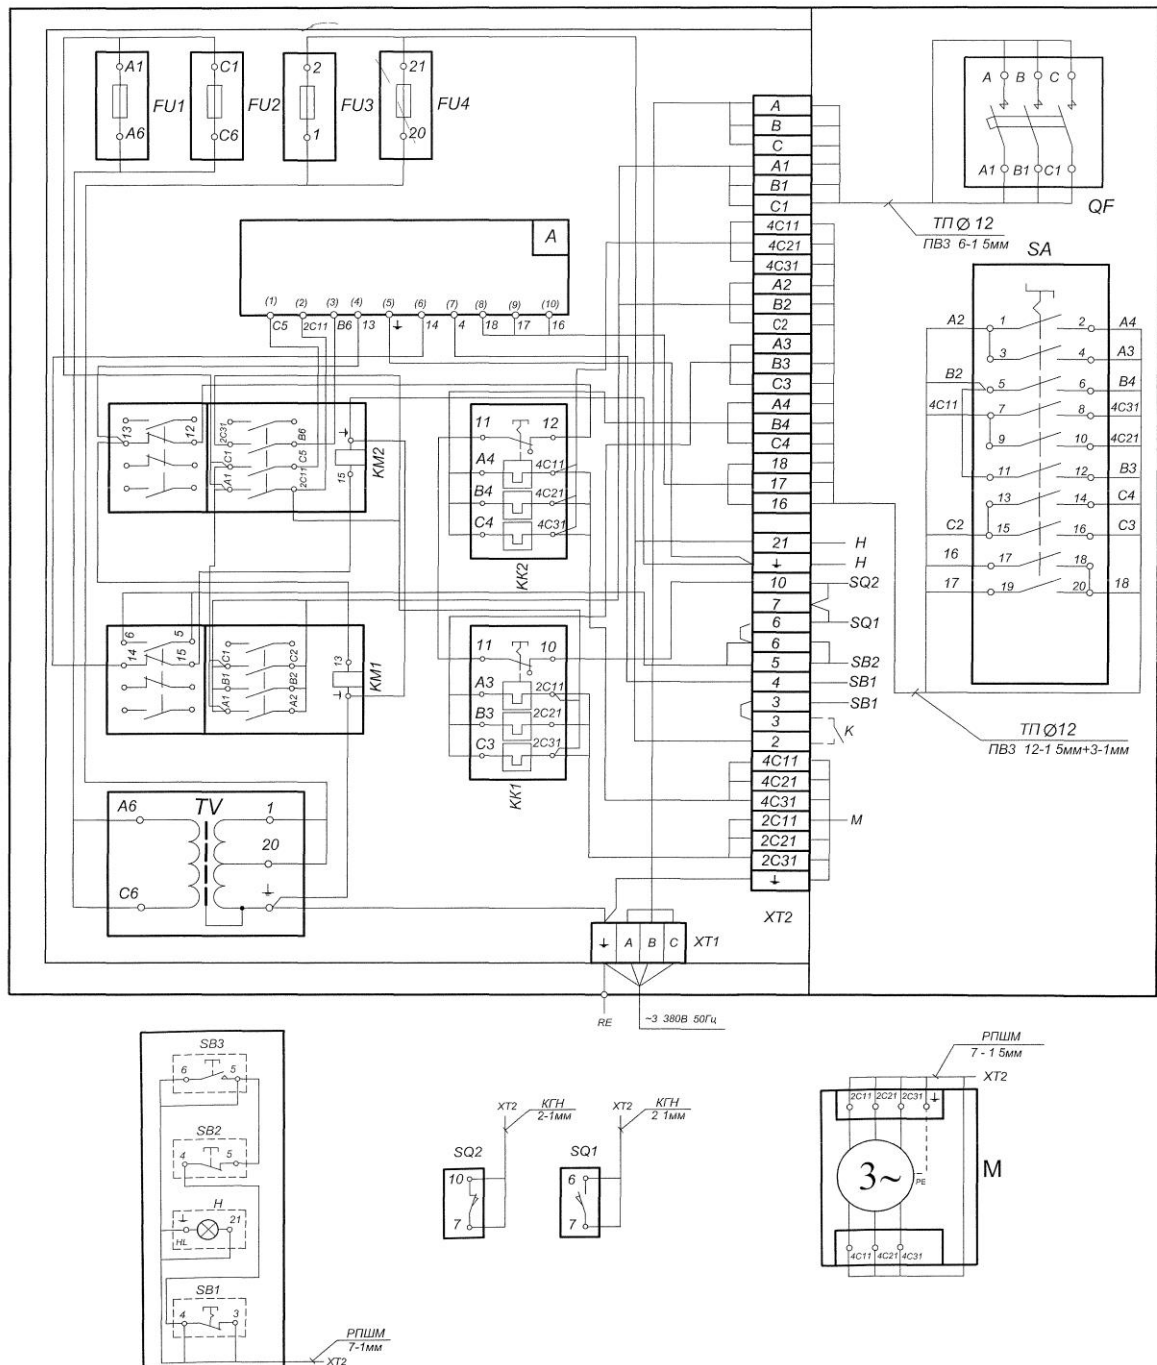 A1
FU1
A6
C1
FU2
C6
2
FU3
1
21
FU4
20
A
(1) (2) (3) (4) (5) (6) (7) (8) (9) (10)
C5 2C11 B6 13 14 4 18 17 16
13
12
2C31
B6
C1
C5
A1
2C11
15
KM2
6
5
14
15
C1
C2
B1
B2
A1
A2
13
KM1
11 12
A4 4C11
B4 4C21
C4 4C31
KK2
11 10
A3 2C11
B3 2C21
C3 2C31
KK1
A6
TV
1
20
C6
A
B
C
A1
B1
C1
4C11
4C21
4C31
A2
B2
C2
A3
B3
C3
A4
B4
C4
18
17
16
21 H
H
10 SQ2
7
6 SQ1
6
5 SB2
4 SB1
3 SB1
3
K
2
4C11
4C21
4C31
2C11 M
2C21
2C31
XT2
A B C XT1
RE
~3 380В 50Гц
A B C
A1 B1 C1
QF
ТП Ø 12
ПВ3 6-1 5мм
SA
A2 1 2 A4
3 4 A3
B2 5 6 B4
4C11 7 8 4C31
9 10 4C21
11 12 B3
13 14 C4
C2 15 16 C3
16 17 18
17 19 20 18
ТП Ø12
ПВ3 12-1 5мм+3-1мм
SB3
6 5
SB2
4 5
H
21
HL
SB1
4 3
РПШМ
7-1мм
XT2
XT2
КГН
2-1мм
SQ2
10
7
XT2
КГН
2 1мм
SQ1
6
7
РПШМ
7 - 1 5мм
XT2
2C11 2C21 2C31
3~
PE
M
4C11 4C21 4C31